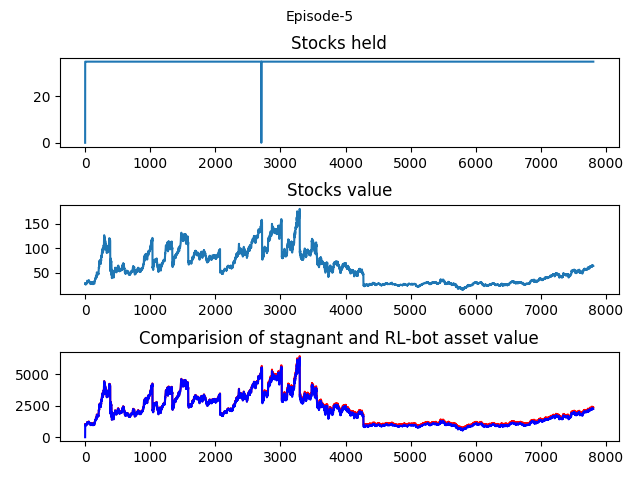 Episode-5
Stocks held
20
0
0 1000 2000 3000 4000 5000 6000 7000 8000
Stocks value
150
100
50
0 1000 2000 3000 4000 5000 6000 7000 8000
Comparision of stagnant and RL-bot asset value
5000
2500
0
0 1000 2000 3000 4000 5000 6000 7000 8000